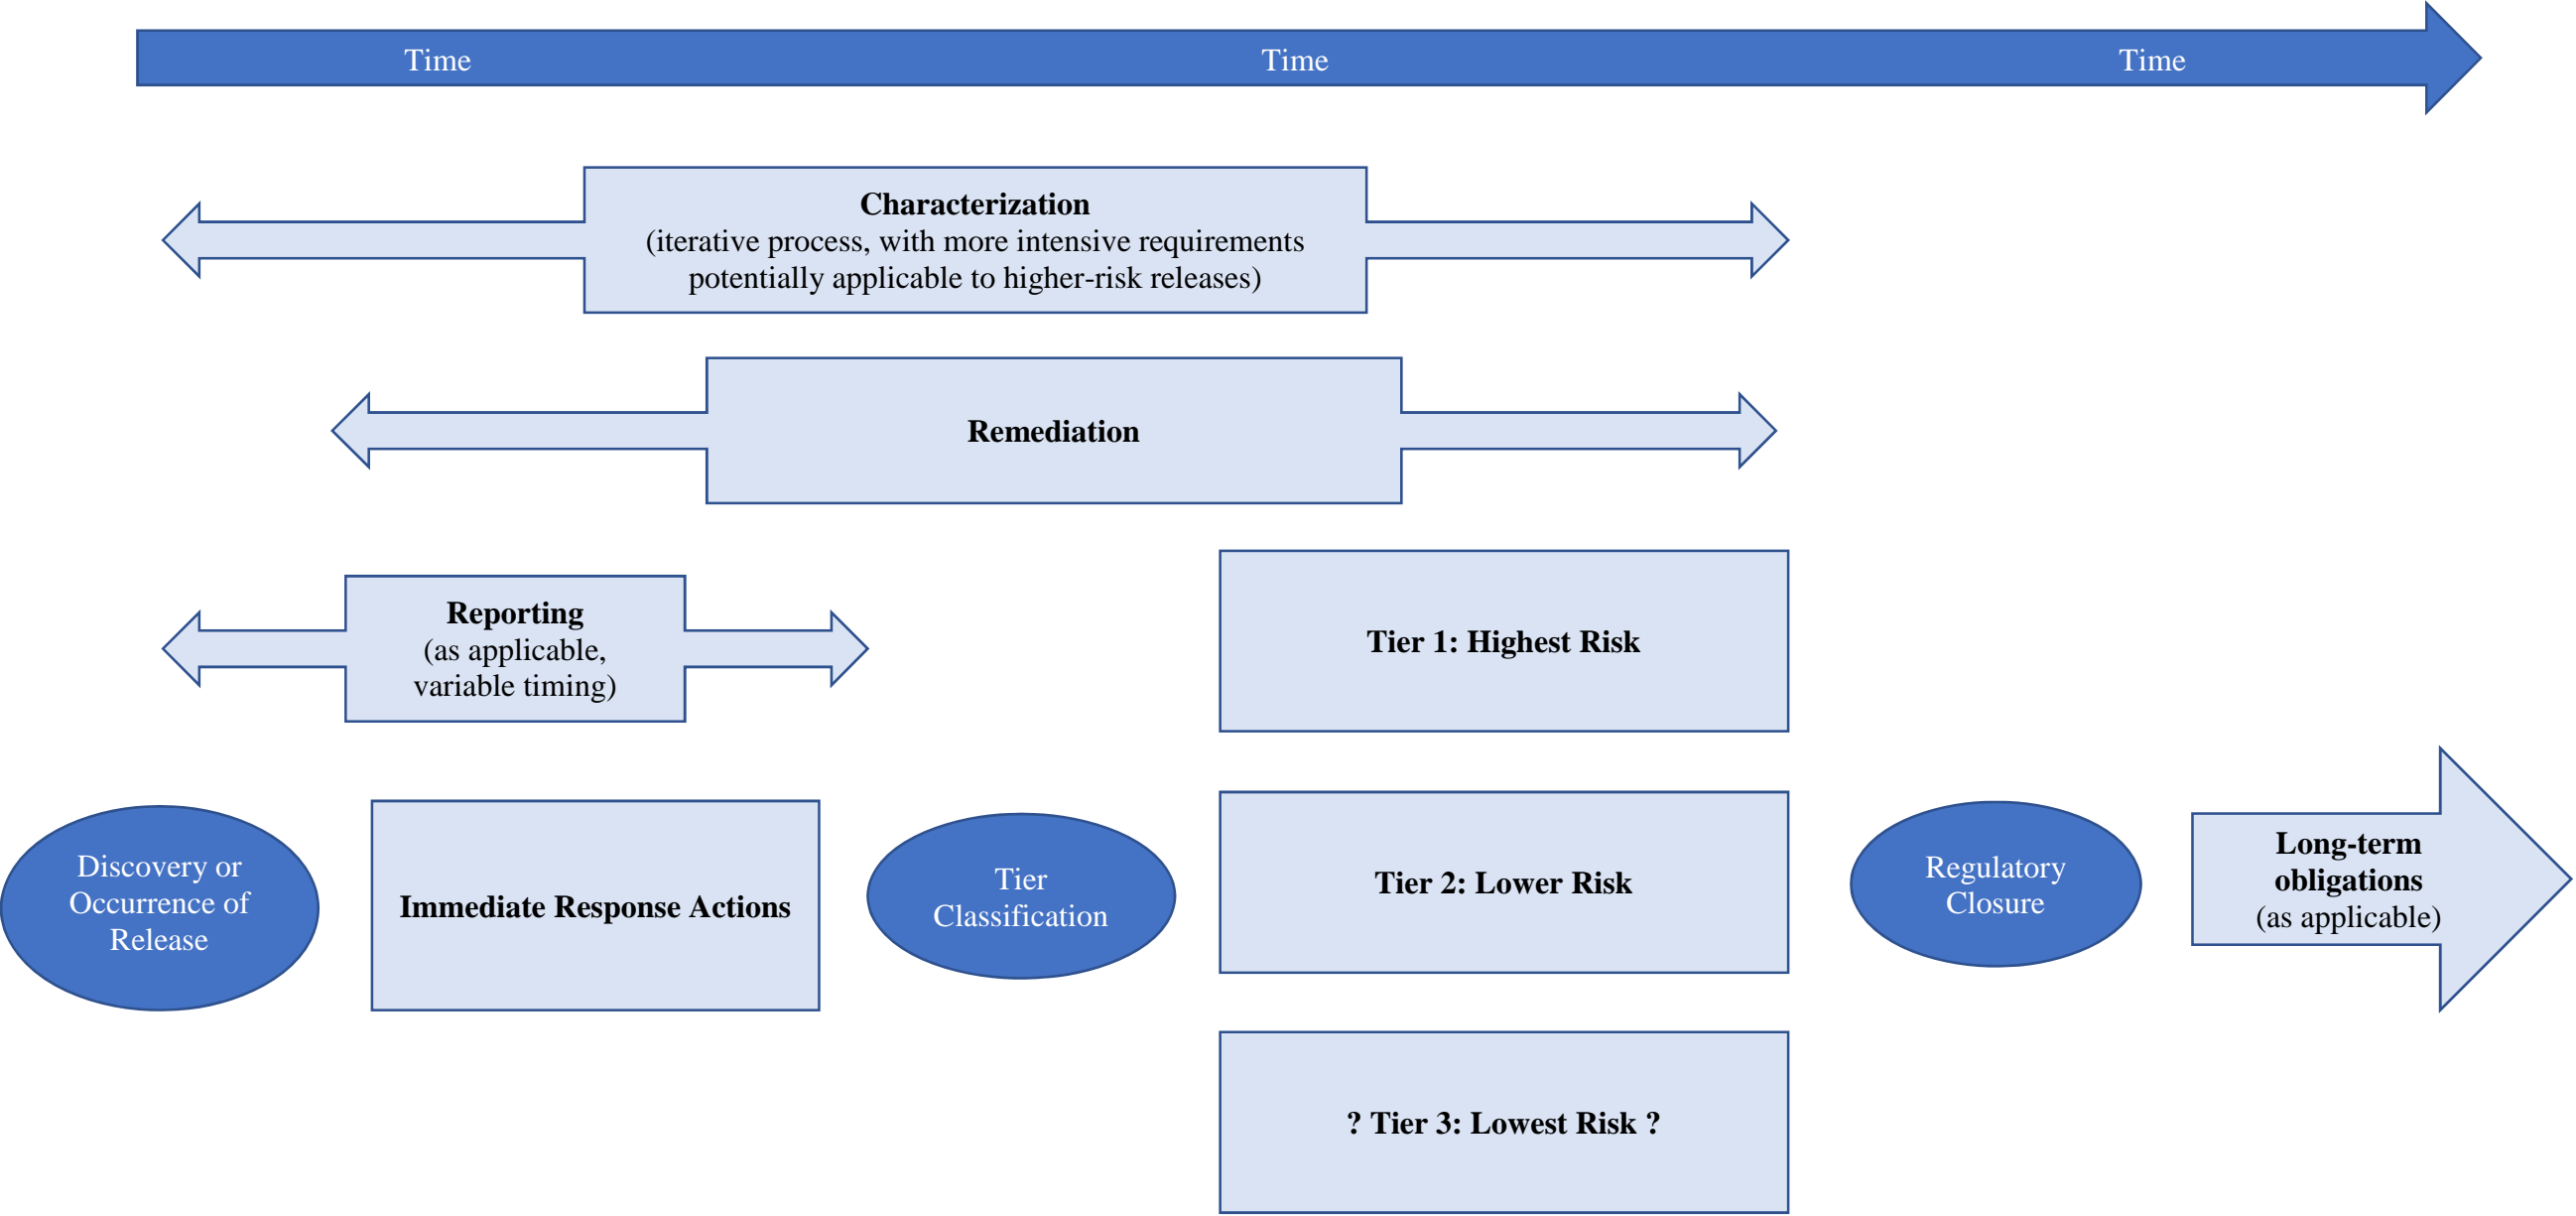 Time Time Time
Characterization
(iterative process, with more intensive requirements
potentially applicable to higher-risk releases)
Remediation
Reporting
(as applicable,
variable timing)
Tier 1: Highest Risk
Discovery or
Occurrence of
Release
Immediate Response Actions
Tier
Classification
Tier 2: Lower Risk
Regulatory
Closure
Long-term
obligations
(as applicable)
? Tier 3: Lowest Risk ?